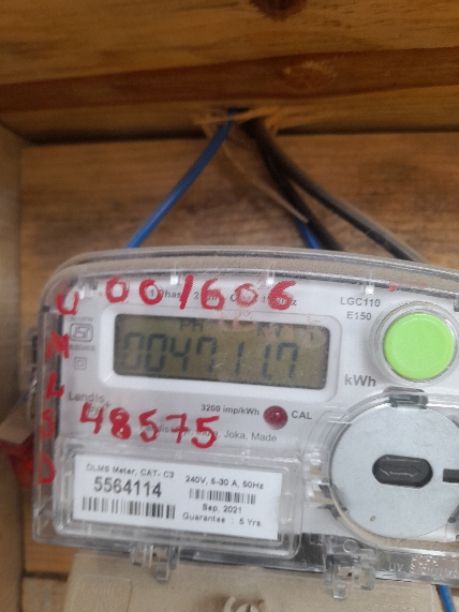 001606
U
M
L
S
D
LGC110
E150
004711.7
kWh
Landis
3200 imp/kWh
CAL
48575
Joka, Made
DLMS Meter, CAT- C3
5564114
240V, 5-30 A, 50Hz
Sep, 2021
Guarantee : 5 Yrs.